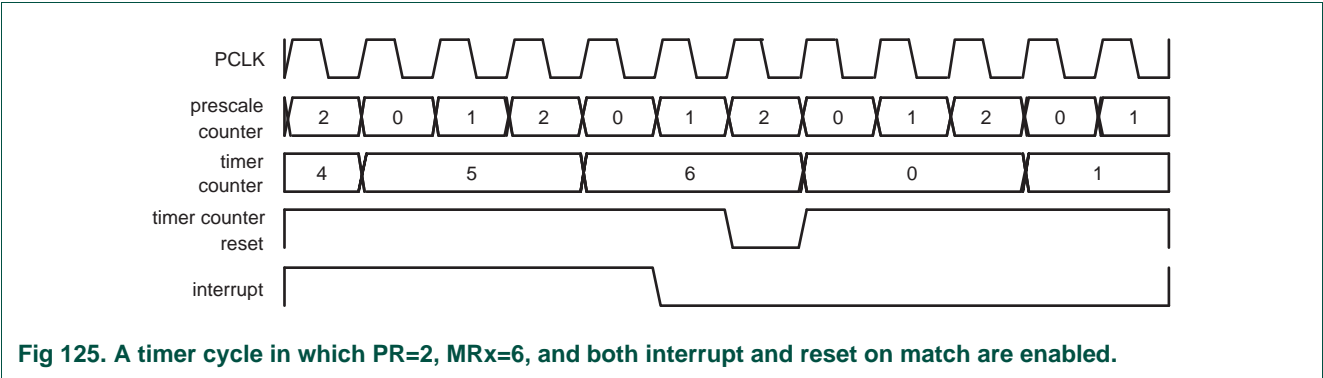 PCLK
prescale
counter
2 0 1 2 0 1 2 0 1 2 0 1
timer
counter
4 5 6 0 1
timer counter
reset
interrupt
Fig 125. A timer cycle in which PR=2, MRx=6, and both interrupt and reset on match are enabled.